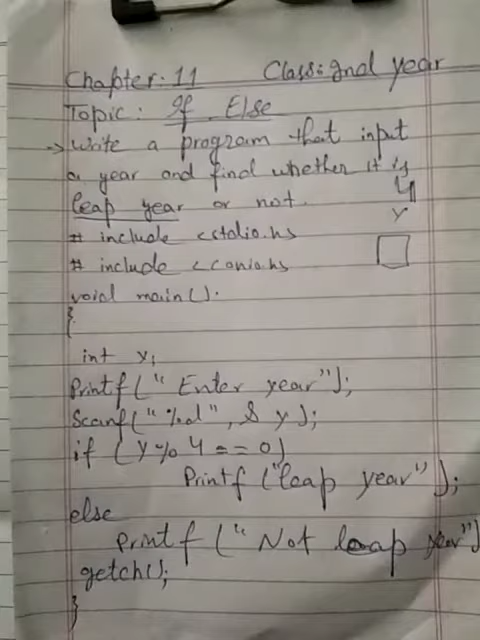 Chapter: 11 Class: 2nd year
Topic: If Else
→ Write a program that input
a year and find whether it is
leap year or not.
4
y
# include <stdio.h>
# include <conio.h>
void main().
{
int y;
Printf ("Enter year");
Scanf("%d", & y);
if (y % 4 == 0)
Printf ("leap year");
else
printf ("Not leap year")
getch();
}